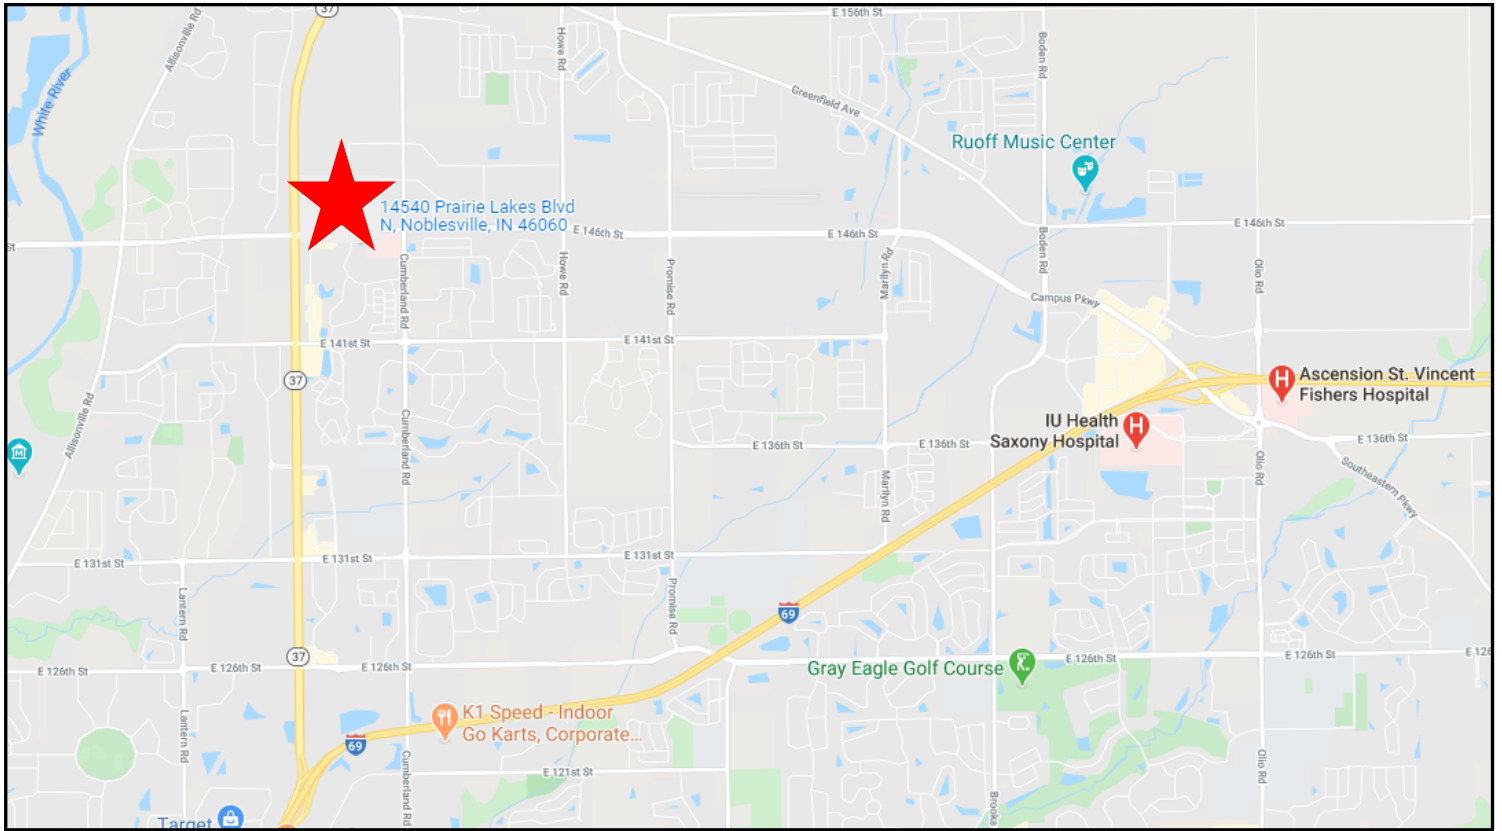 37
E 156th St
Allisonville Rd
Howe Rd
Boden Rd
White River
Greenfield Ave
Ruoff Music Center
14540 Prairie Lakes Blvd
N, Noblesville, IN 46060
E 146th St
E 146th St
E 146th St
St
Cumberland Rd
Howe Rd
Promise Rd
Marilyn Rd
Boden Rd
Olio Rd
Campus Pkwy
E 141st St
E 141st St
37
Ascension St. Vincent
Fishers Hospital
H
Allisonville Rd
Cumberland Rd
IU Health
Saxony Hospital
H
E 136th St
E 136th St
E 136th St
Marilyn Rd
Olio Rd
Southeastern Pkwy
E 131st St
E 131st St
E 131st St
Lantern Rd
Promise Rd
69
37
E 126th St
E 126th St
E 126th St
Gray Eagle Golf Course
E 126th St
E 126th St
E 126
Lantern Rd
K1 Speed - Indoor
Go Karts, Corporate...
69
Cumberland Rd
E 121st St
Olio Rd
Brooks
Target